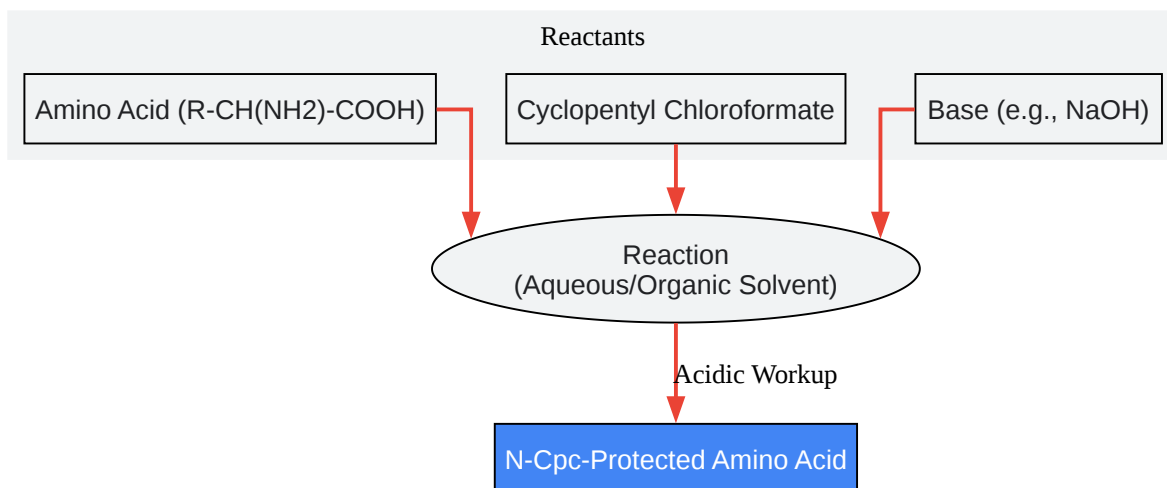 Reactants
Amino Acid (R-CH(NH2)-COOH)
Cyclopentyl Chloroformate
Base (e.g., NaOH)
Reaction
(Aqueous/Organic Solvent)
Acidic Workup
N-Cpc-Protected Amino Acid